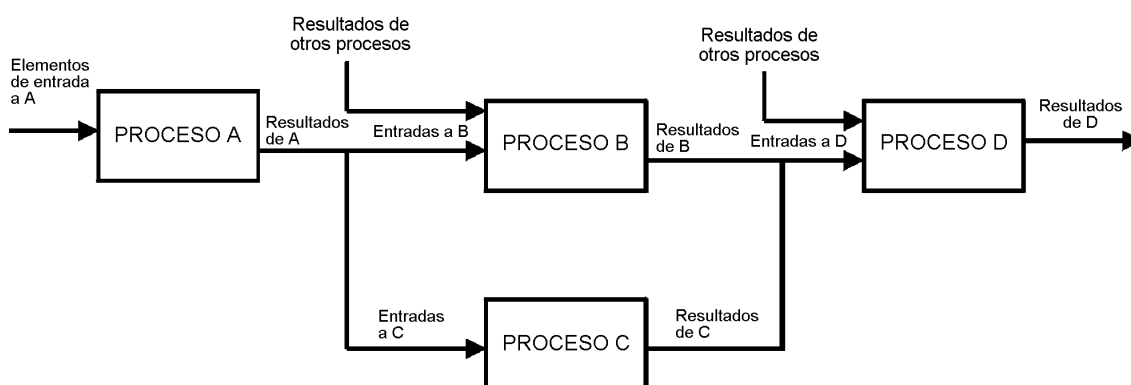 Resultados de
otros procesos
Resultados de
otros procesos
Elementos
de entrada
a A
PROCESO A
Resultados
de A
Entradas a B
PROCESO B
Resultados
de B
Entradas a D
PROCESO D
Resultados
de D
Entradas
a C
PROCESO C
Resultados
de C